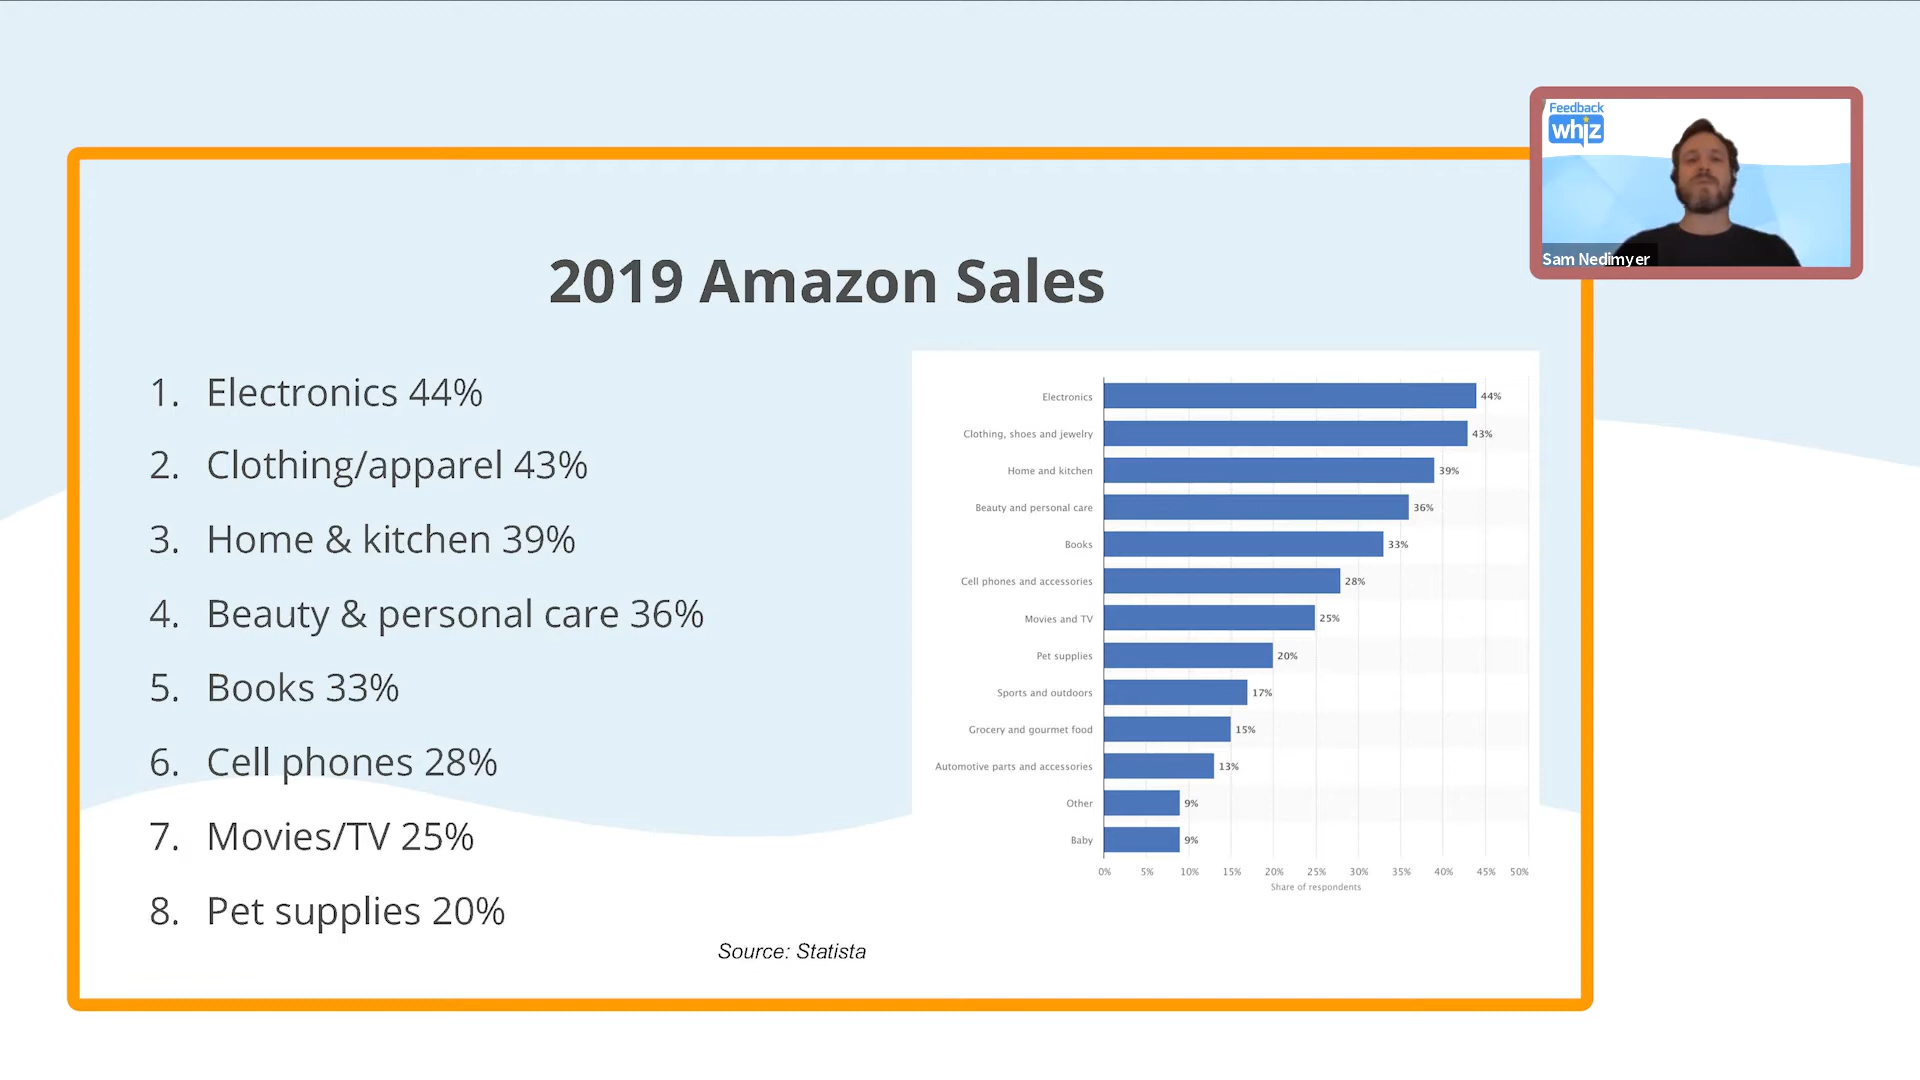 Feedback
whiz
Sam Nedimyer
2019 Amazon Sales
1. Electronics 44%
2. Clothing/apparel 43%
3. Home & kitchen 39%
4. Beauty & personal care 36%
5. Books 33%
6. Cell phones 28%
7. Movies/TV 25%
8. Pet supplies 20%
Electronics 44%
Clothing, shoes and jewelry 43%
Home and kitchen 39%
Beauty and personal care 36%
Books 33%
Cell phones and accessories 28%
Movies and TV 25%
Pet supplies 20%
Sports and outdoors 17%
Grocery and gourmet food 15%
Automotive parts and accessories 13%
Other 9%
Baby 9%
0% 5% 10% 15% 20% 25% 30% 35% 40% 45% 50%
Share of respondents
Source: Statista